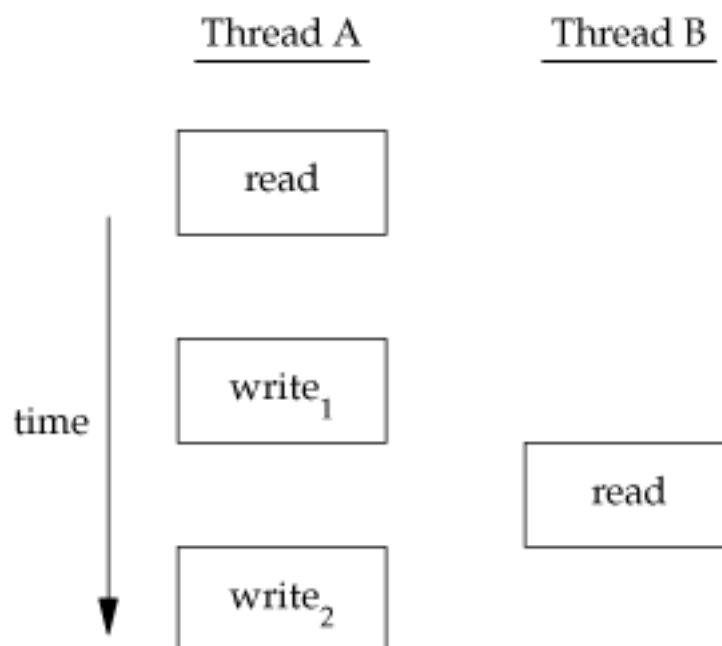 Thread A
Thread B
read
write₁
time
read
write₂